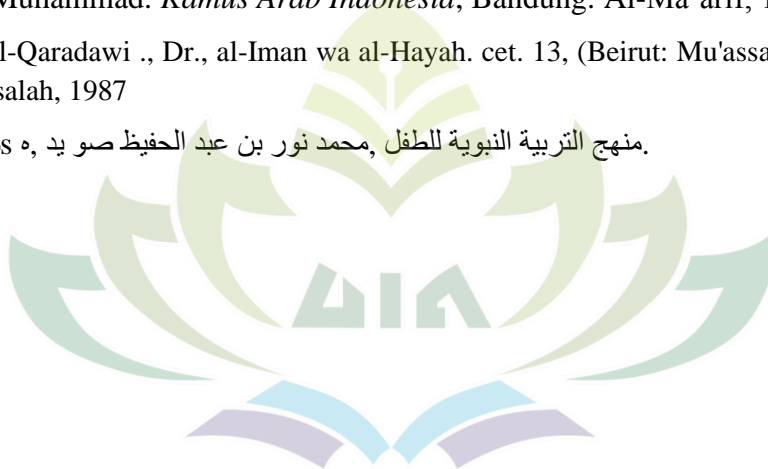 Muhammad. Kamus Arab Indonesia, Bandung: Al-Ma'arif,
l-Qaradawi ., Dr., al-Iman wa al-Hayah. cet. 13, (Beirut: Mu'assa
salah, 1987
منهج التربية النبوية للطفل ,محمد نور بن عبد الحفيظ صو يد ,ه s.
UIN